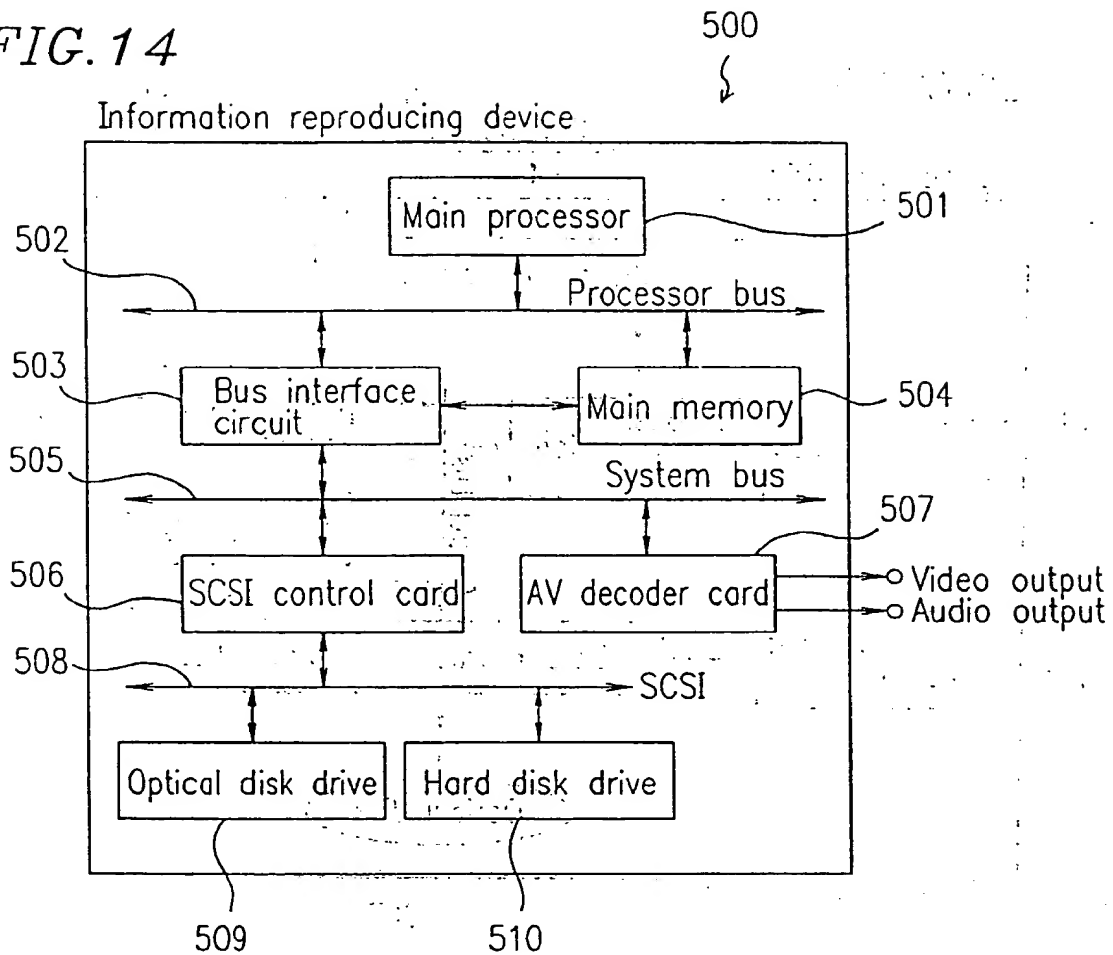 FIG.14
500
Information reproducing device
Main processor
501
502
Processor bus
503
Bus interface
circuit
Main memory
504
505
System bus
507
506
SCSI control card
AV decoder card
Video output
Audio output
508
SCSI
Optical disk drive
Hard disk drive
509
510